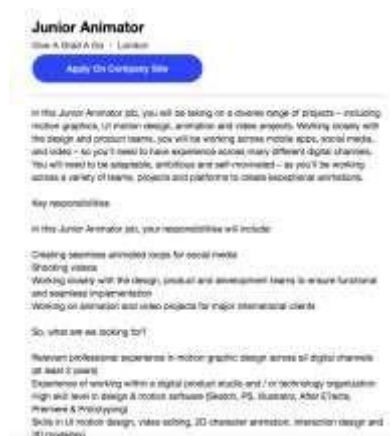 Junior Animator
Give A Grad A Go · London
Apply On Company Site
In this Junior Animator job, you will be taking on a diverse range of projects – including
motion graphics, UI motion design, animation and video projects. Working closely with
the design and product teams, you will be working across mobile apps, social media,
and video – so you'll need to have experience across many different digital channels.
You will need to be adaptable, ambitious and self-motivated – as you'll be working
across a variety of teams, projects and platforms to create exceptional animations.
Key responsibilities
In this Junior Animator job, your responsibilities will include:
Creating seamless animated loops for social media
Shooting videos
Working closely with the design, product and development teams to ensure functional
and seamless implementation
Working on animation and video projects for major international clients
So, what are we looking for?
Relevant professional experience in motion graphic design across all digital channels
(at least 2 years)
Experience of working within a digital product studio and / or technology organisation
High skill level in design & motion software (Sketch, PS, Illustrator, After Effects,
Premiere & Prototyping)
Skills in UI motion design, video editing, 2D character animation, interaction design and
3D modelling